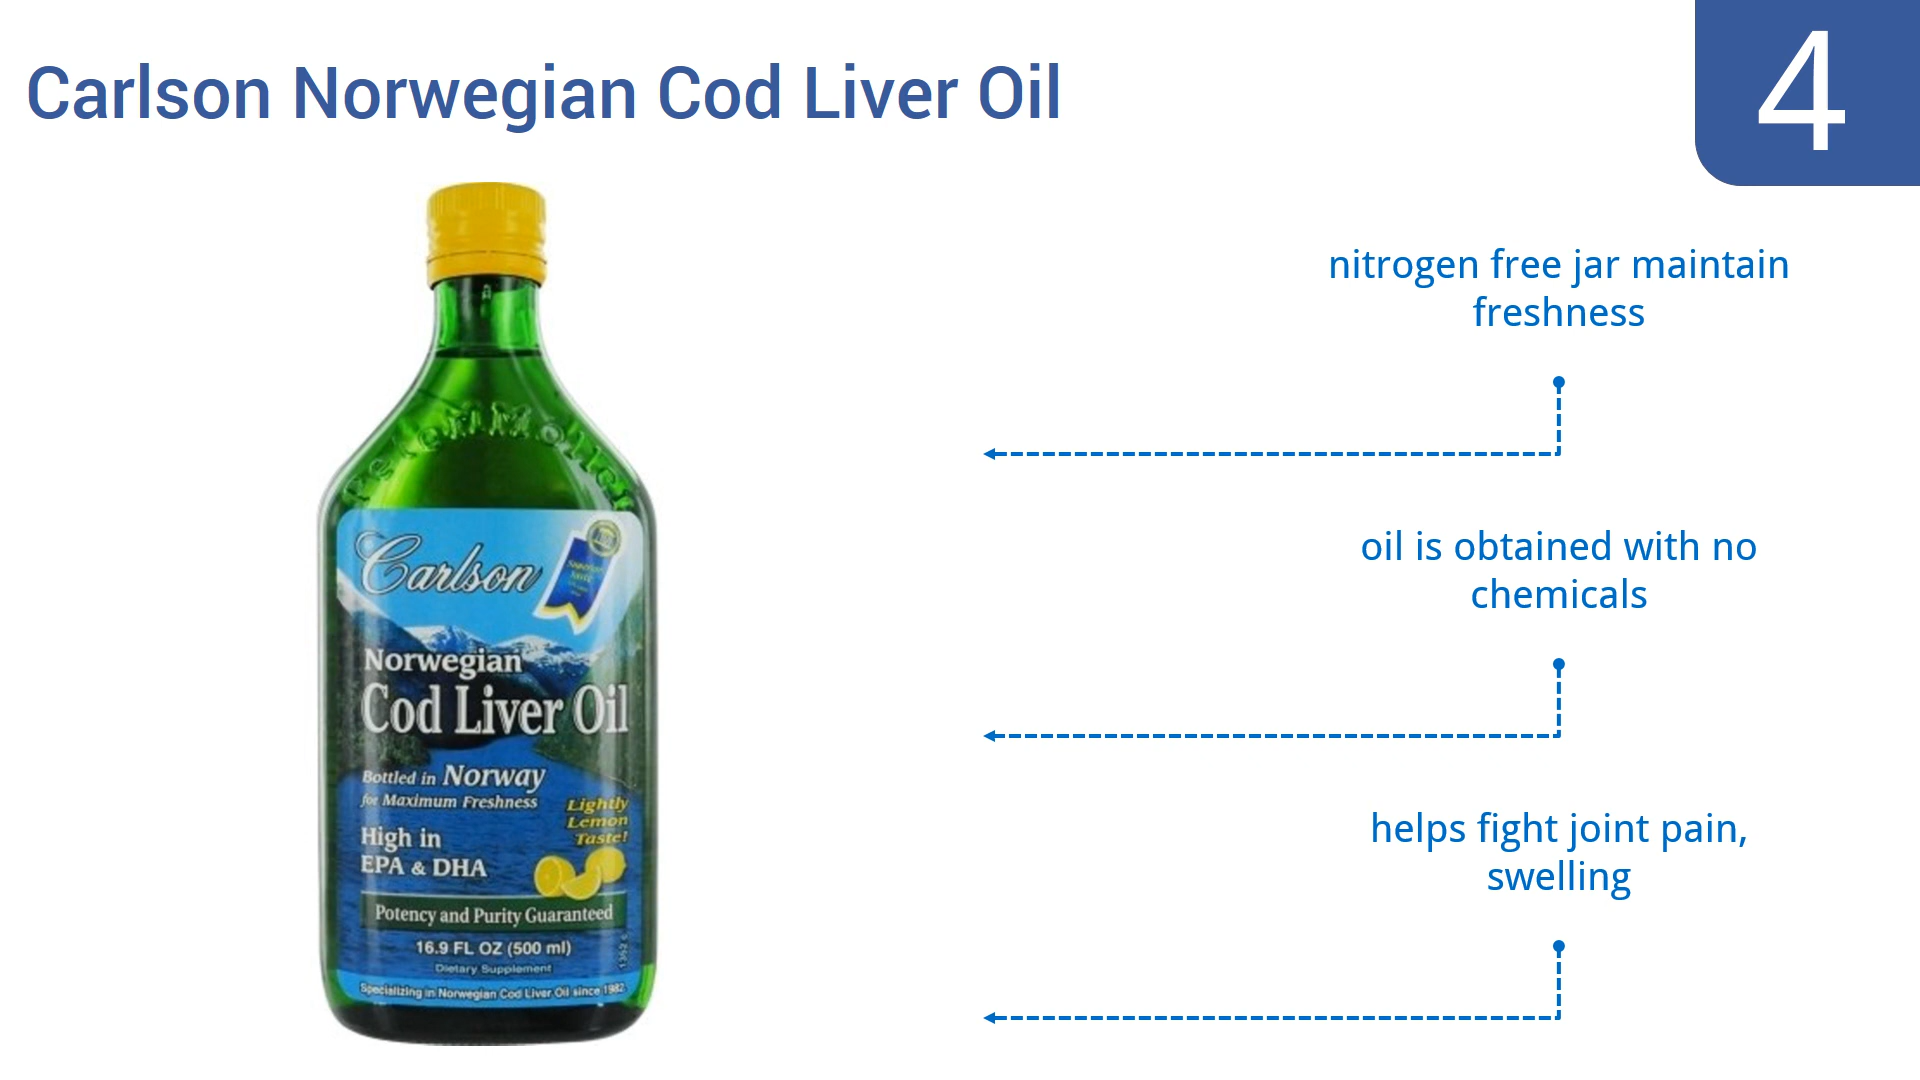 Carlson Norwegian Cod Liver Oil
4
nitrogen free jar maintain
freshness
oil is obtained with no
chemicals
helps fight joint pain,
swelling
Carlson
Norwegian
Cod Liver Oil
Bottled in Norway
for Maximum Freshness
Lightly
Lemon
Taste!
High in
EPA & DHA
Potency and Purity Guaranteed
16.9 FL OZ (500 ml)
Dietary Supplement
Specializing in Norwegian Cod Liver Oil since 1982